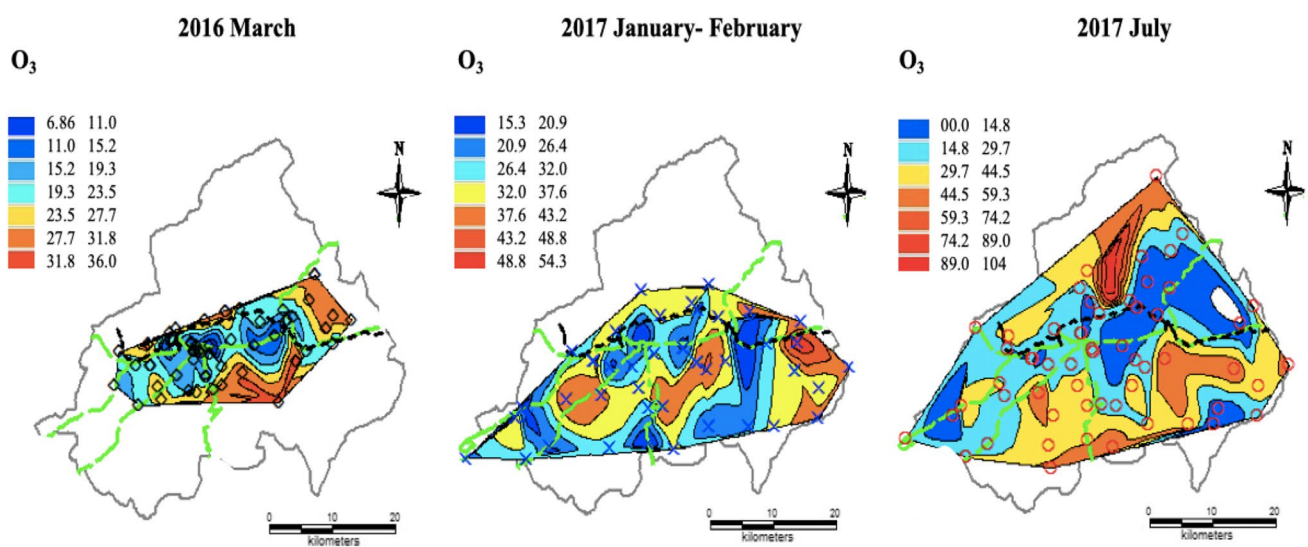 2016 March
O3
6.86 11.0
11.0 15.2
15.2 19.3
19.3 23.5
23.5 27.7
27.7 31.8
31.8 36.0
N
0 10 20
kilometers
2017 January- February
O3
15.3 20.9
20.9 26.4
26.4 32.0
32.0 37.6
37.6 43.2
43.2 48.8
48.8 54.3
N
0 10 20
kilometers
2017 July
O3
00.0 14.8
14.8 29.7
29.7 44.5
44.5 59.3
59.3 74.2
74.2 89.0
89.0 104
N
0 10 20
kilometers